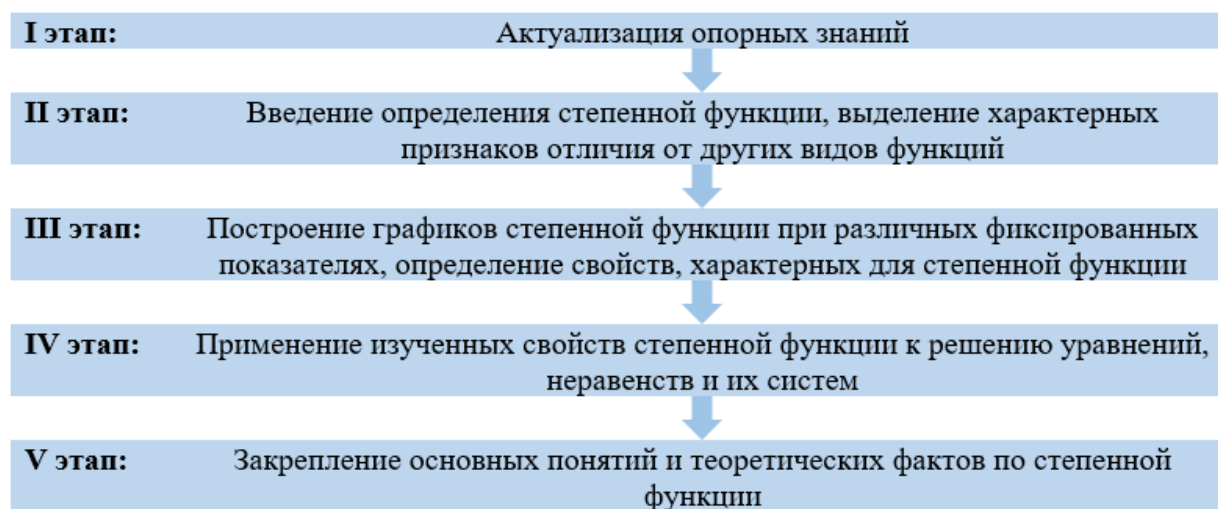 I этап: Актуализация опорных знаний
II этап: Введение определения степенной функции, выделение характерных
признаков отличия от других видов функций
III этап: Построение графиков степенной функции при различных фиксированных
показателях, определение свойств, характерных для степенной функции
IV этап: Применение изученных свойств степенной функции к решению уравнений,
неравенств и их систем
V этап: Закрепление основных понятий и теоретических фактов по степенной
функции